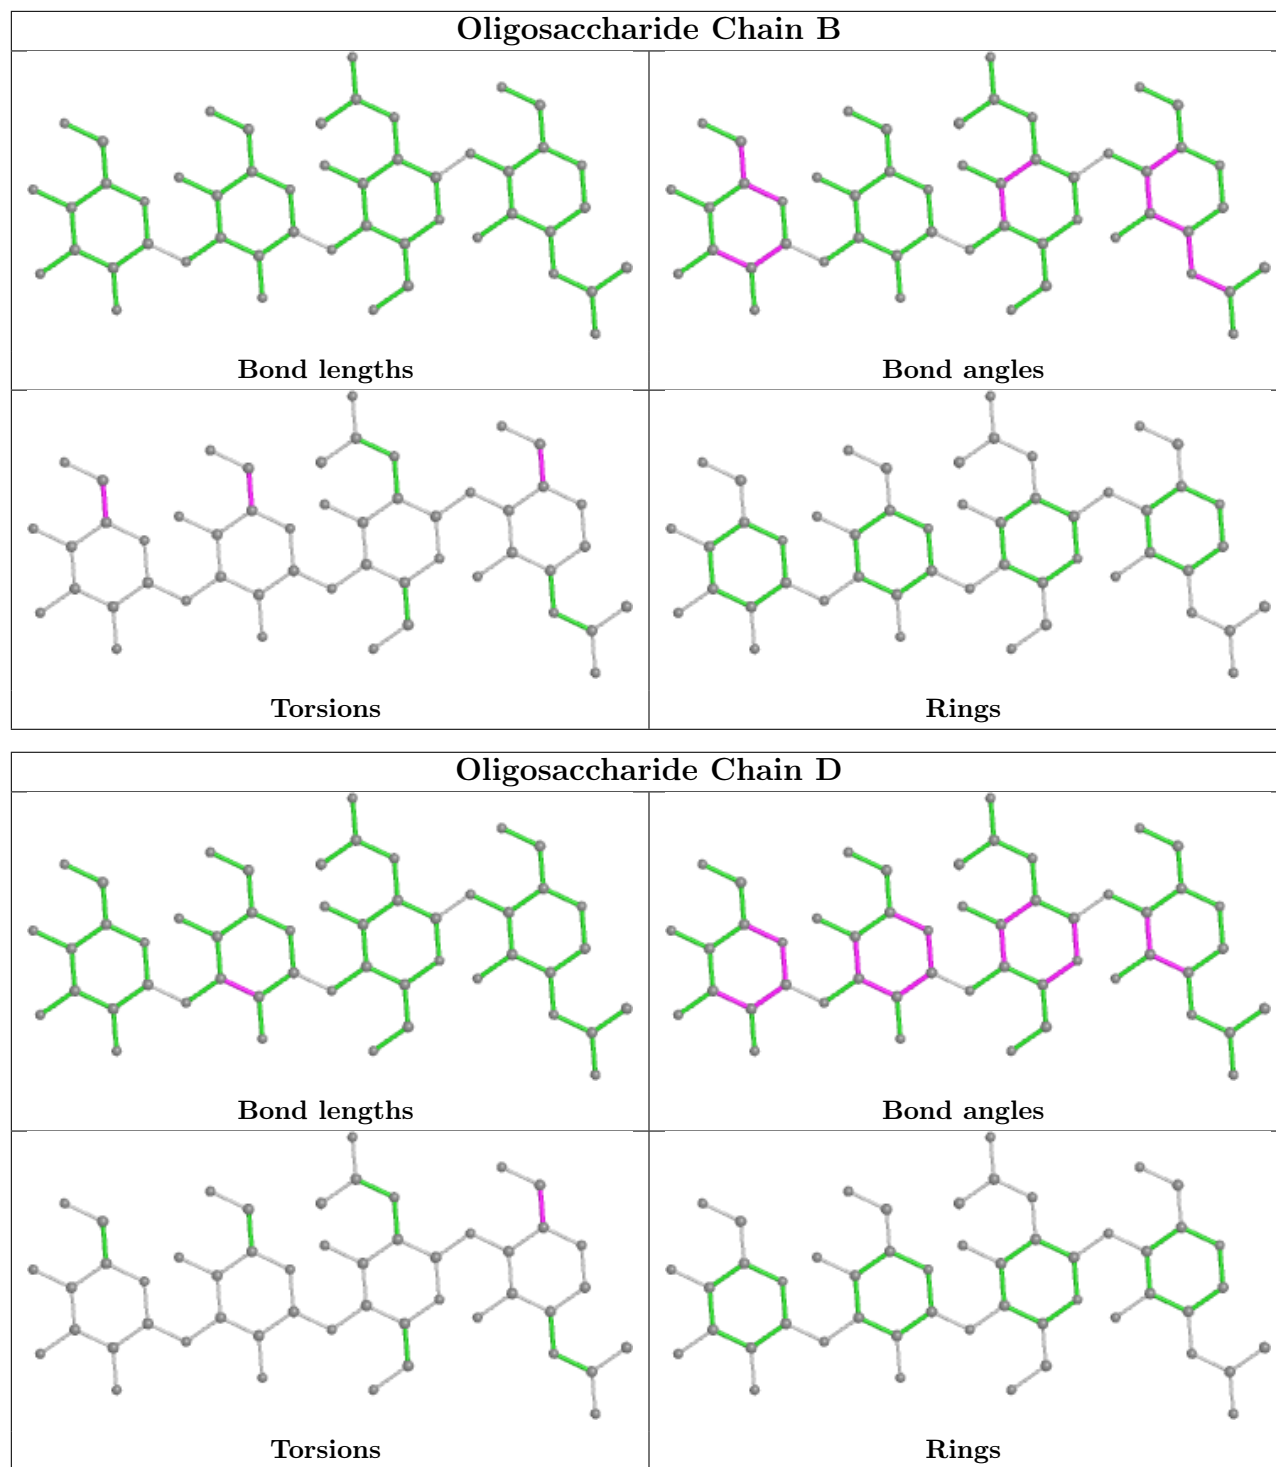 Oligosaccharide Chain B
Bond lengths
Bond angles
Torsions
Rings
Oligosaccharide Chain D
Bond lengths
Bond angles
Torsions
Rings